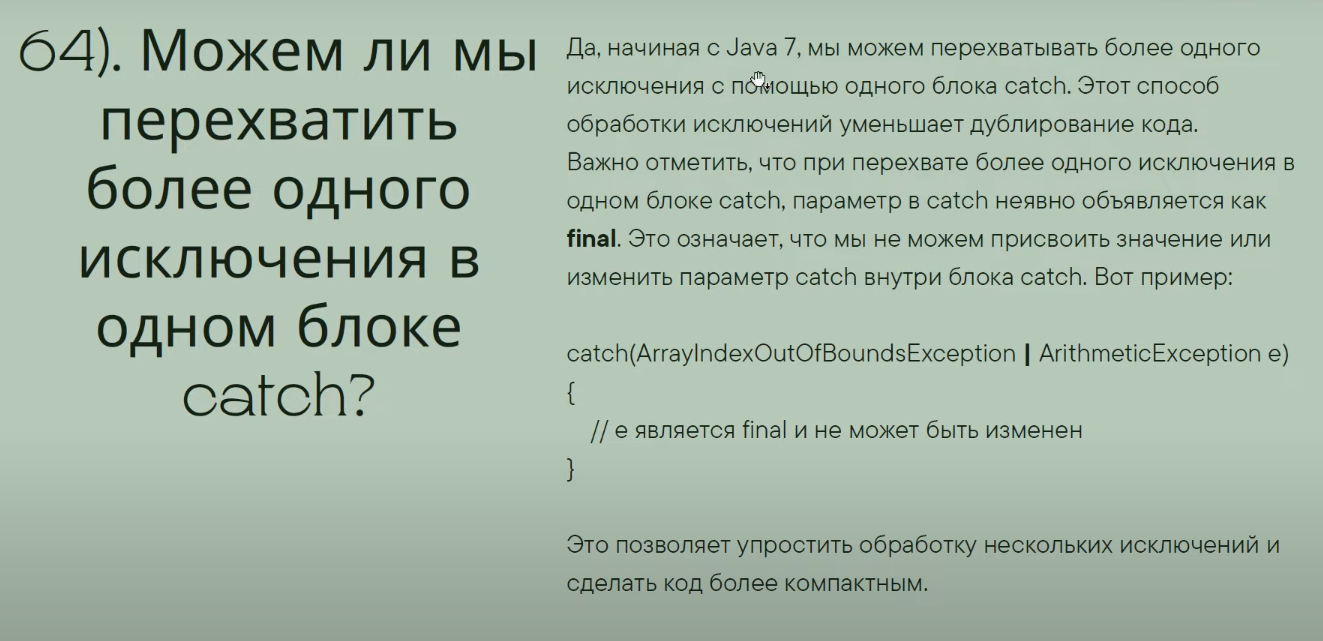 64). Можем ли мы
перехватить
более одного
исключения в
одном блоке
catch?
Да, начиная с Java 7, мы можем перехватывать более одного
исключения с помощью одного блока catch. Этот способ
обработки исключений уменьшает дублирование кода.
Важно отметить, что при перехвате более одного исключения в
одном блоке catch, параметр в catch неявно объявляется как
final. Это означает, что мы не можем присвоить значение или
изменить параметр catch внутри блока catch. Вот пример:
catch(ArrayIndexOutOfBoundsException | ArithmeticException e)
{
// e является final и не может быть изменен
}
Это позволяет упростить обработку нескольких исключений и
сделать код более компактным.